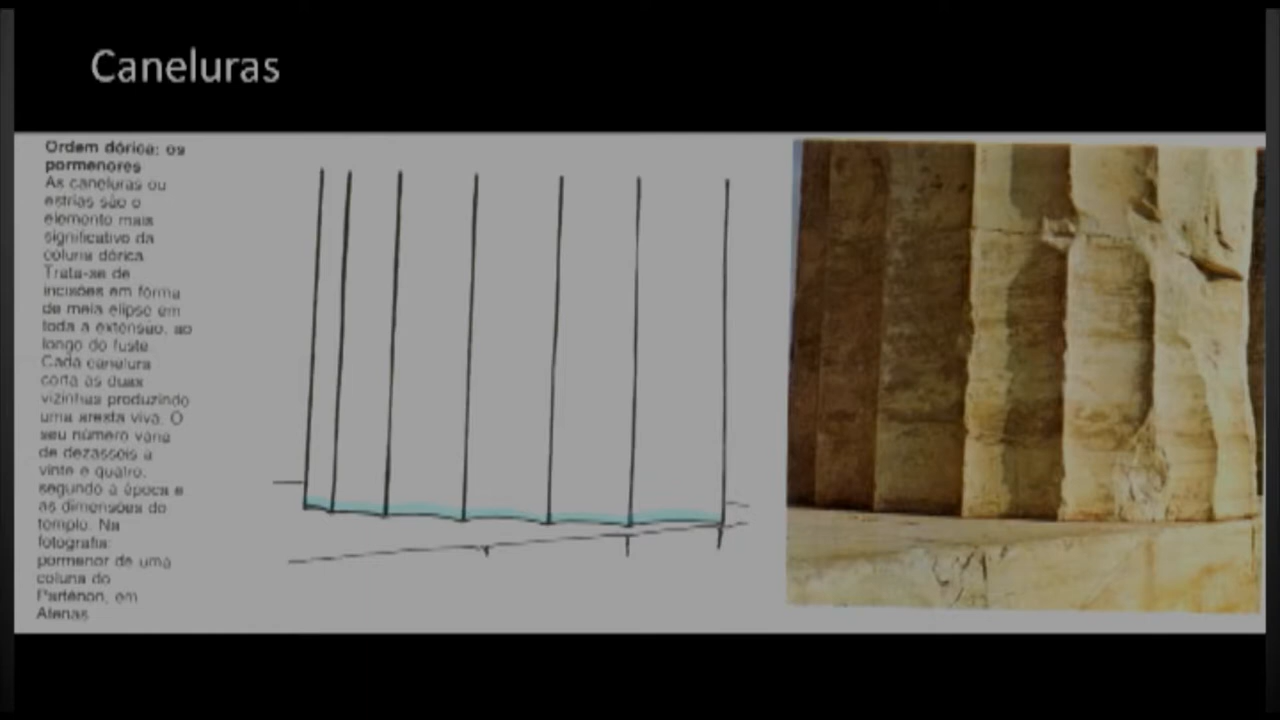 Caneluras
Ordem dórica: os
pormenores
As caneluras ou
estrias são o
elemento mais
significativo da
coluna dórica.
Trata-se de
incisões em forma
de meia elipse em
toda a extensão, ao
longo do fuste.
Cada canelura
corta as duas
vizinhas produzindo
uma aresta viva. O
seu número varia
de dezasseis a
vinte e quatro,
segundo a época e
as dimensões do
templo. Na
fotografia:
pormenor de uma
coluna do
Parténon, em
Atenas